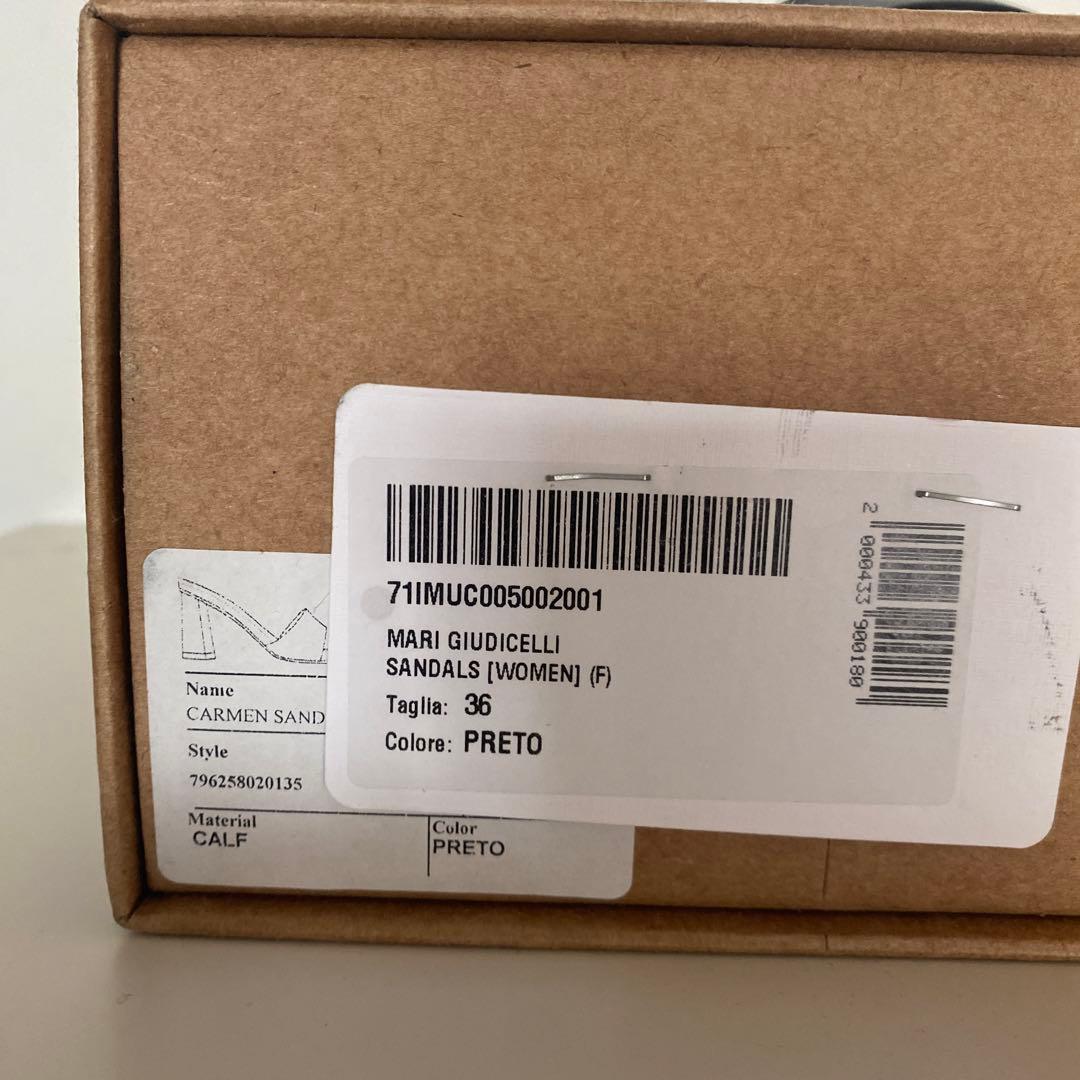 71IMUC005002001
MARI GIUDICELLI
SANDALS [WOMEN] (F)
Taglia: 36
Colore: PRETO
2 000433 900180
Name
CARMEN SAND
Style
796258020135
Material
CALF
Color
PRETO